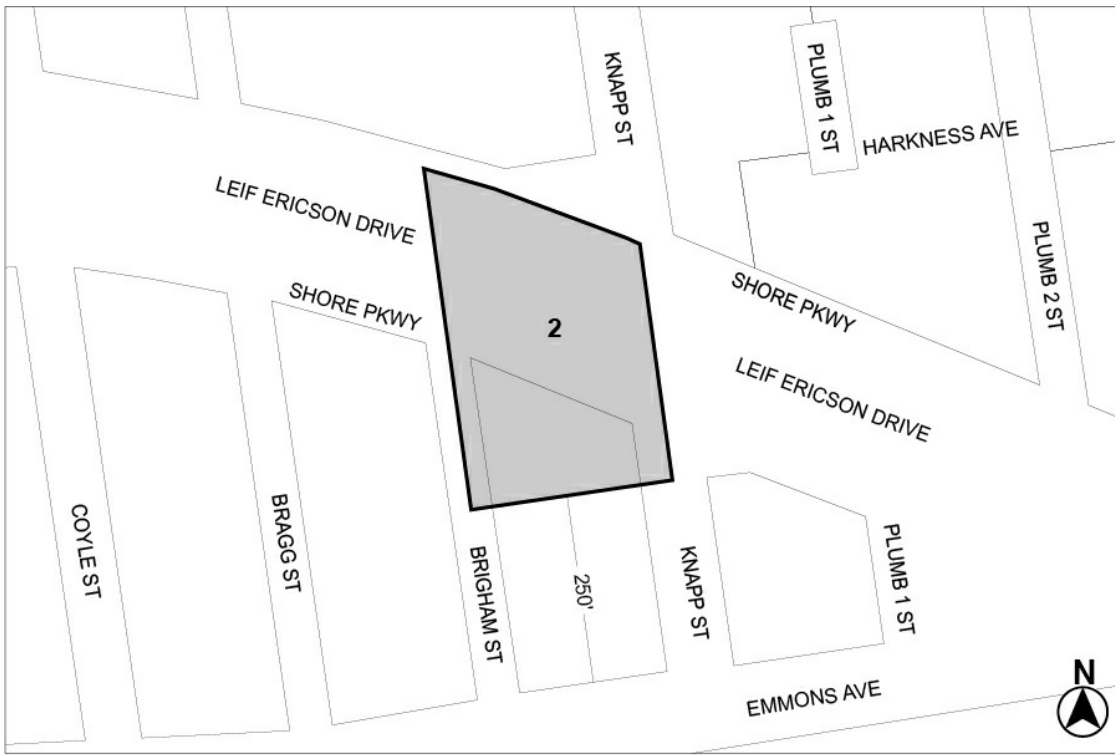 KNAPP ST
PLUMB 1 ST
HARKNESS AVE
LEIF ERICSON DRIVE
SHORE PKWY
2
SHORE PKWY
PLUMB 2 ST
LEIF ERICSON DRIVE
COYLE ST
BRAGG ST
BRIGHAM ST
250'
KNAPP ST
PLUMB 1 ST
EMMONS AVE
N